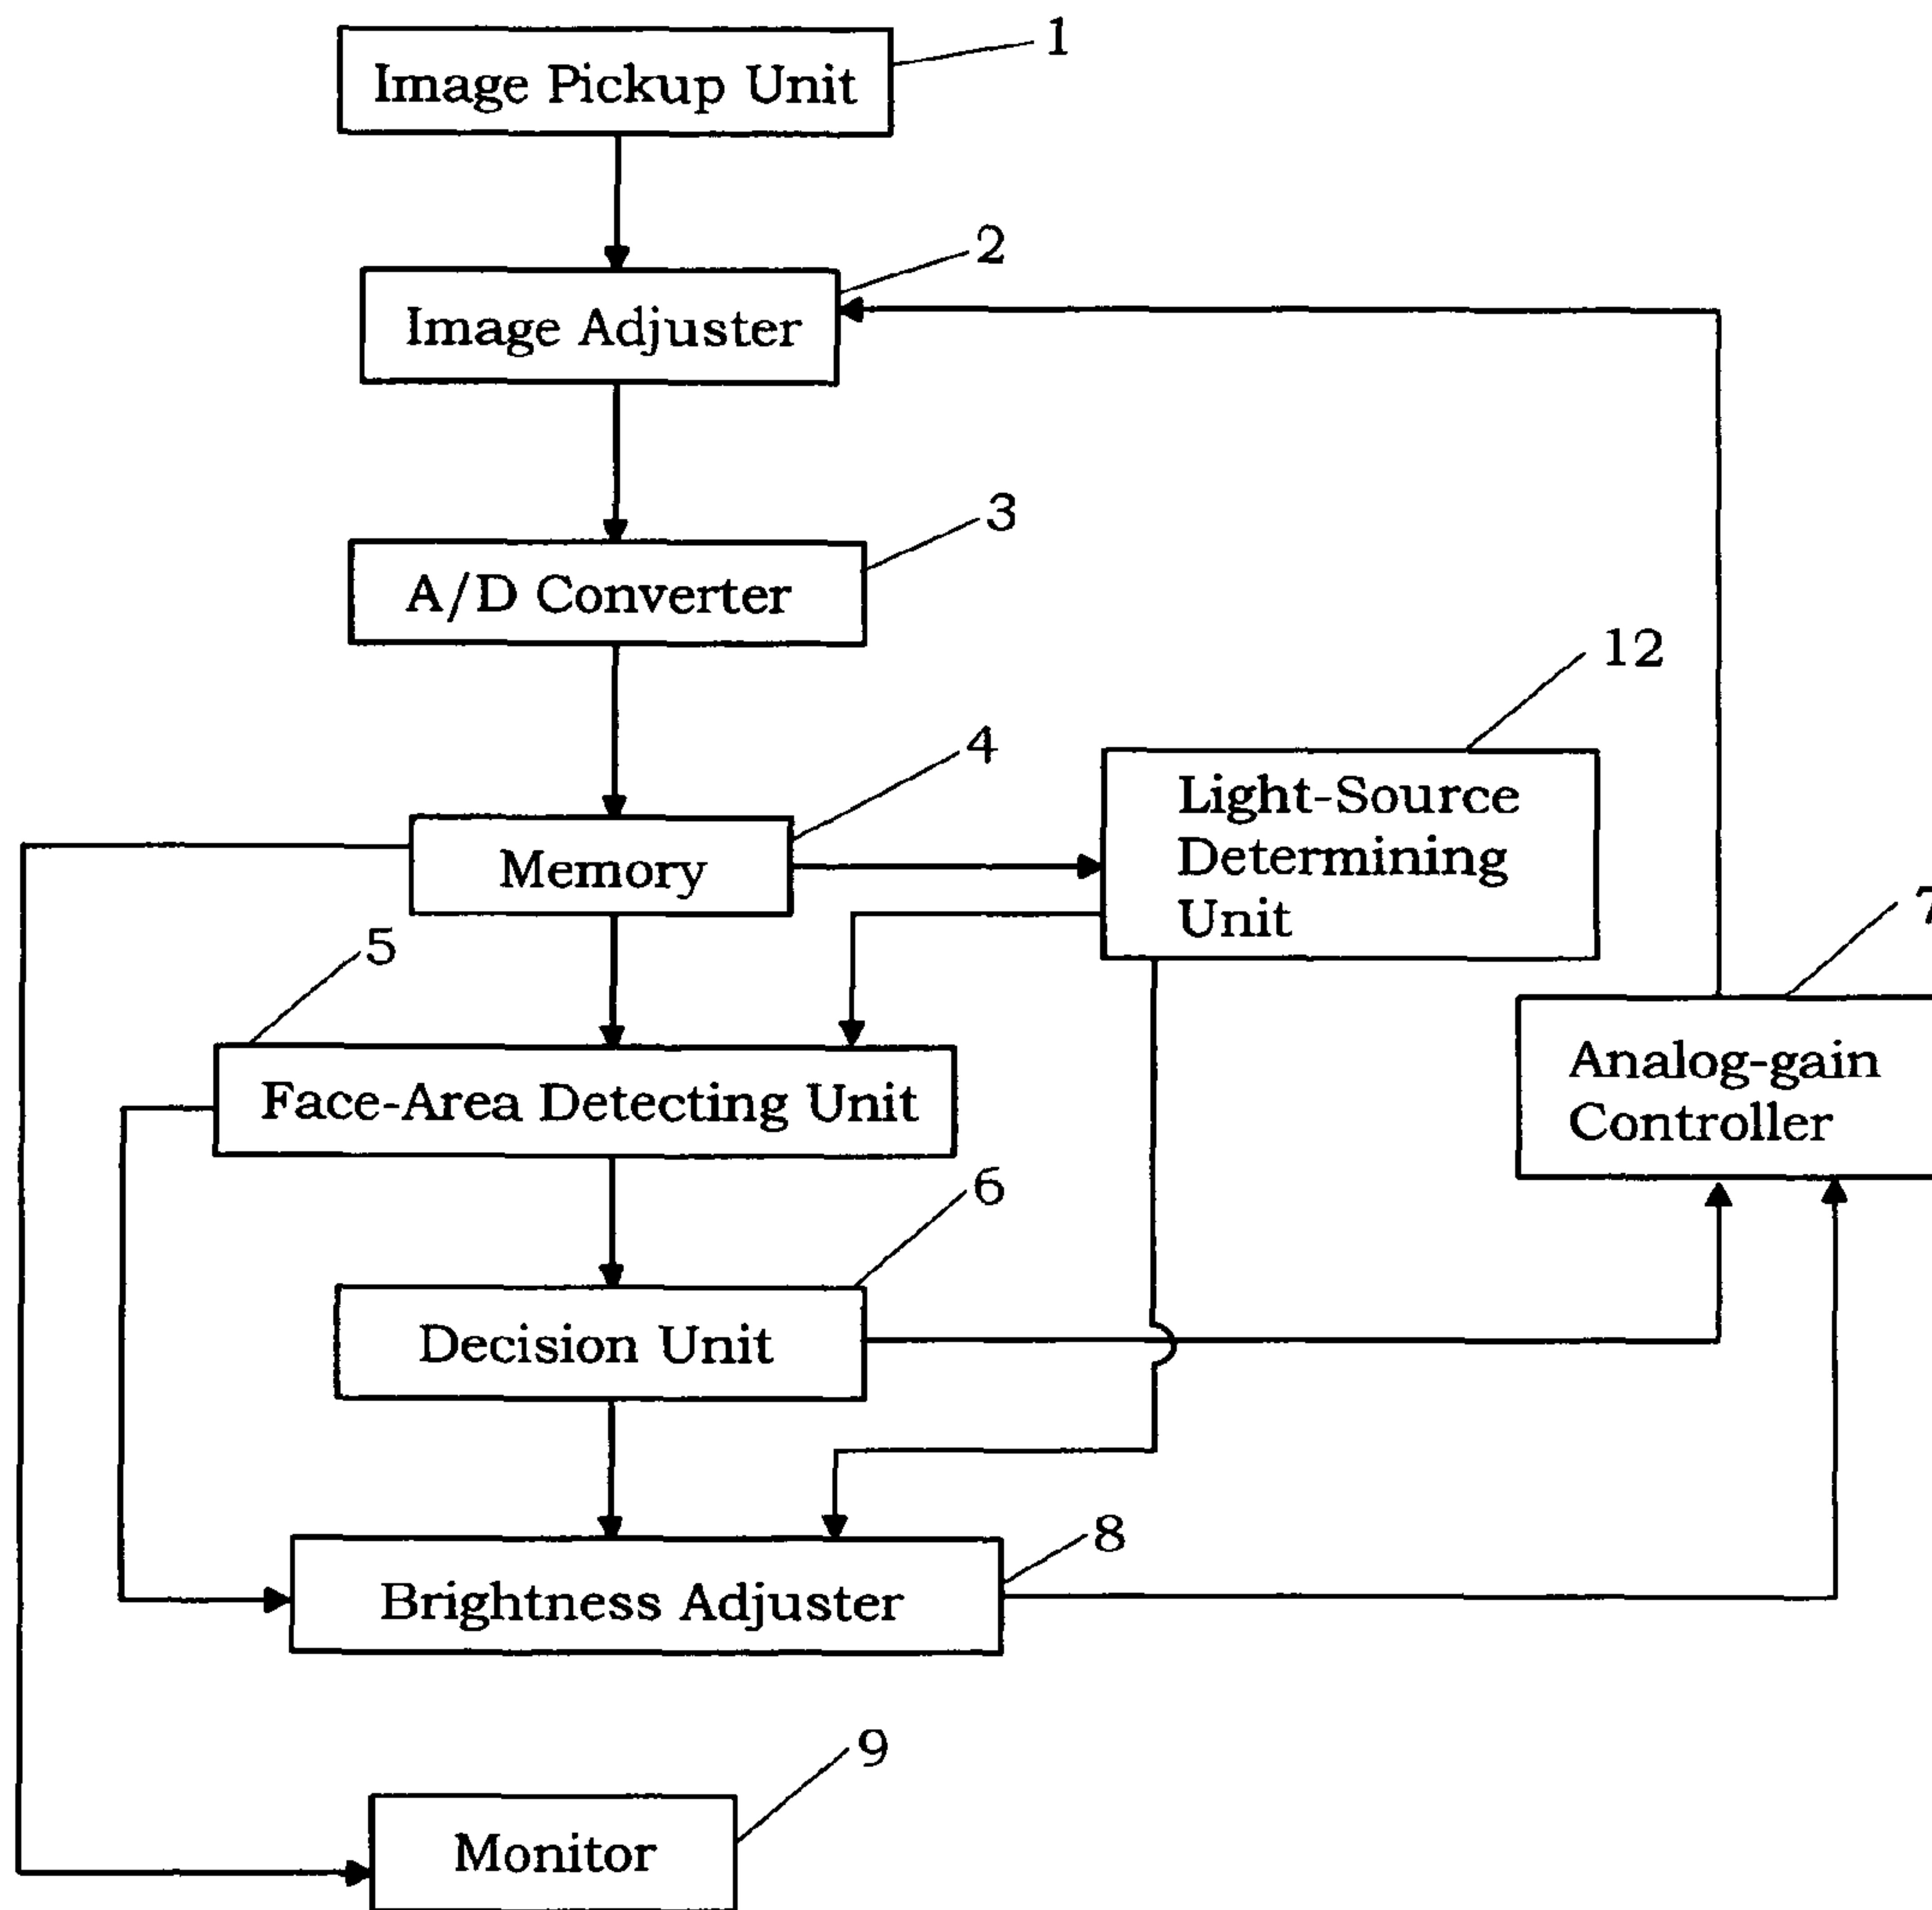 1
Image Pickup Unit
2
Image Adjuster
3
A/D Converter
12
4
Light-Source
Determining
Unit
Memory
7
5
Analog-gain
Controller
Face-Area Detecting Unit
6
Decision Unit
8
Brightness Adjuster
9
Monitor